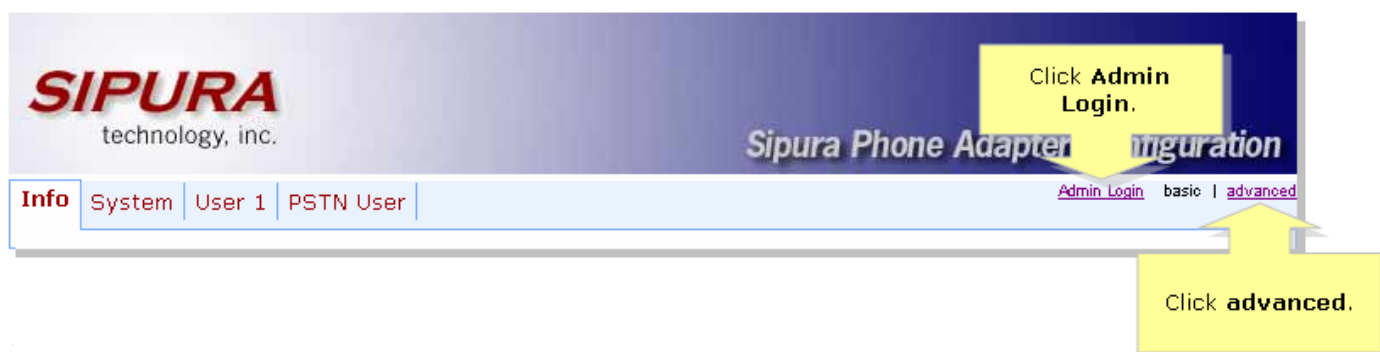 SIPURA
technology, inc.
Click Admin
Login.
Sipura Phone Adapter
Info System User 1 PSTN User
Admin Login basic | advanced
Click advanced.